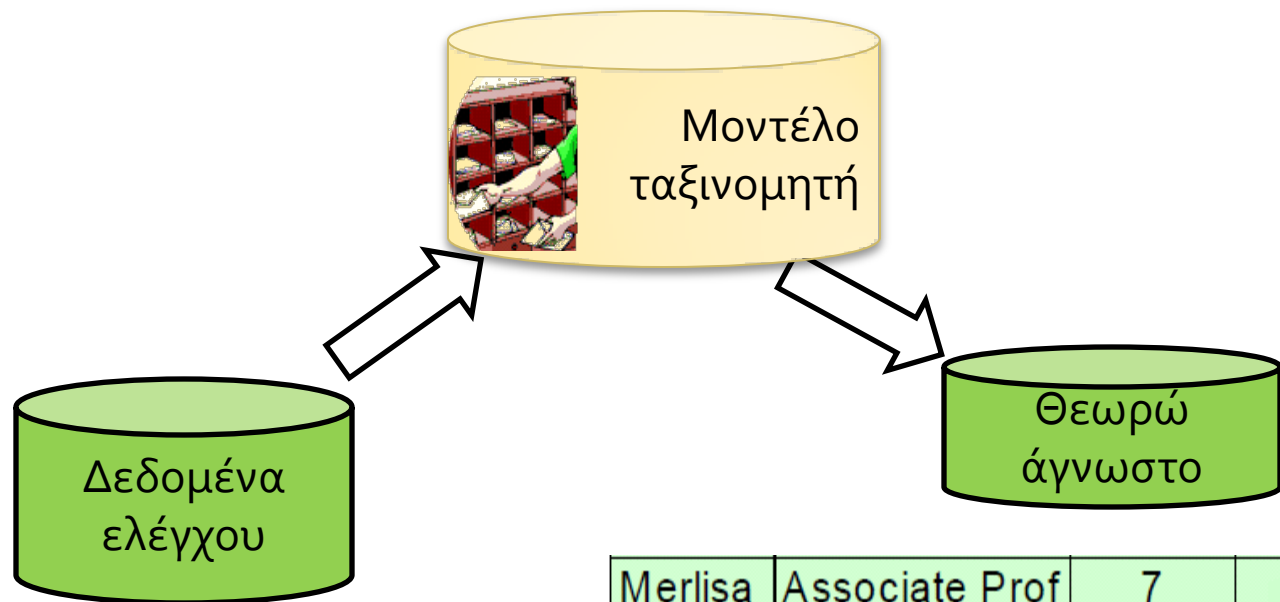 Μοντέλο
ταξινομητή
Θεωρώ
άγνωστο
Δεδομένα
ελέγχου
Merlisa Associate Prof 7